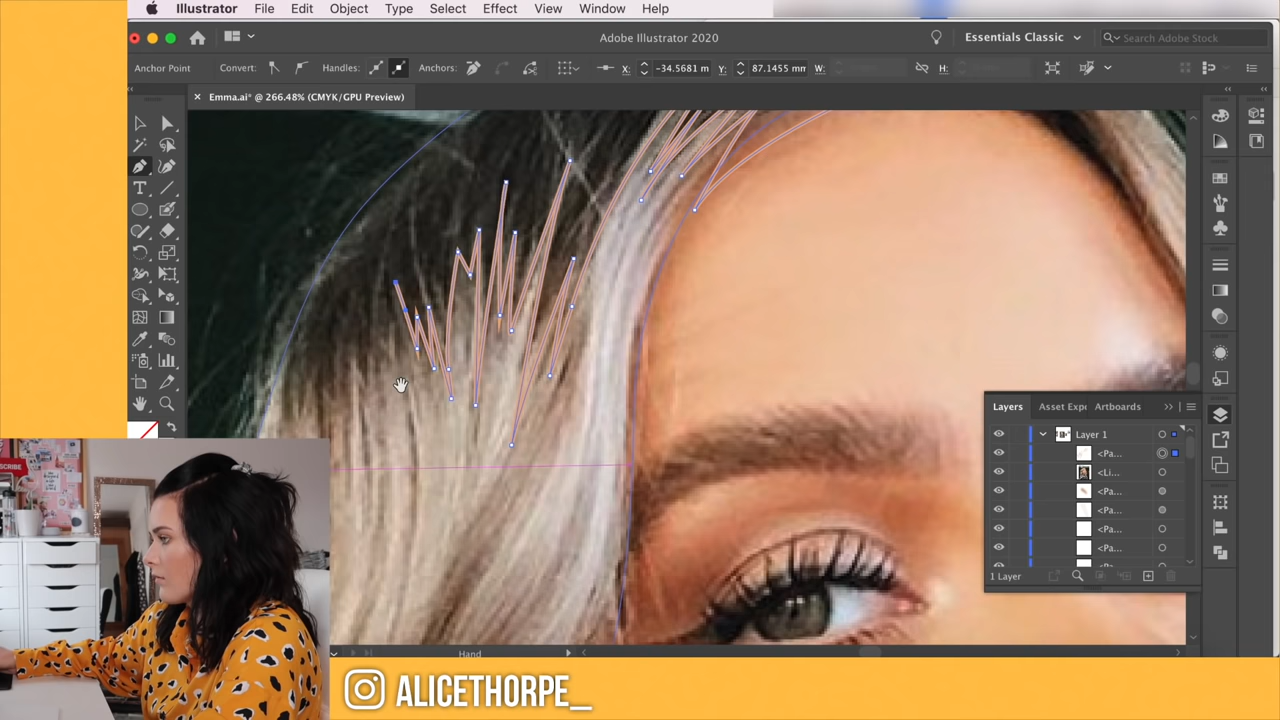 Illustrator File Edit Object Type Select Effect View Window Help
Adobe Illustrator 2020
Essentials Classic
Search Adobe Stock
Anchor Point Convert: Handles: Anchors: X: −34.5681 m Y: 87.1455 mm W: H:
× Emma.ai* @ 266.48% (CMYK/GPU Preview)
Layers Asset Expo Artboards
Layer 1
<Pa...
<Li...
<Pa...
<Pa...
<Pa...
<Pa...
1 Layer
Hand
SCRIBE
ALICETHORPE_